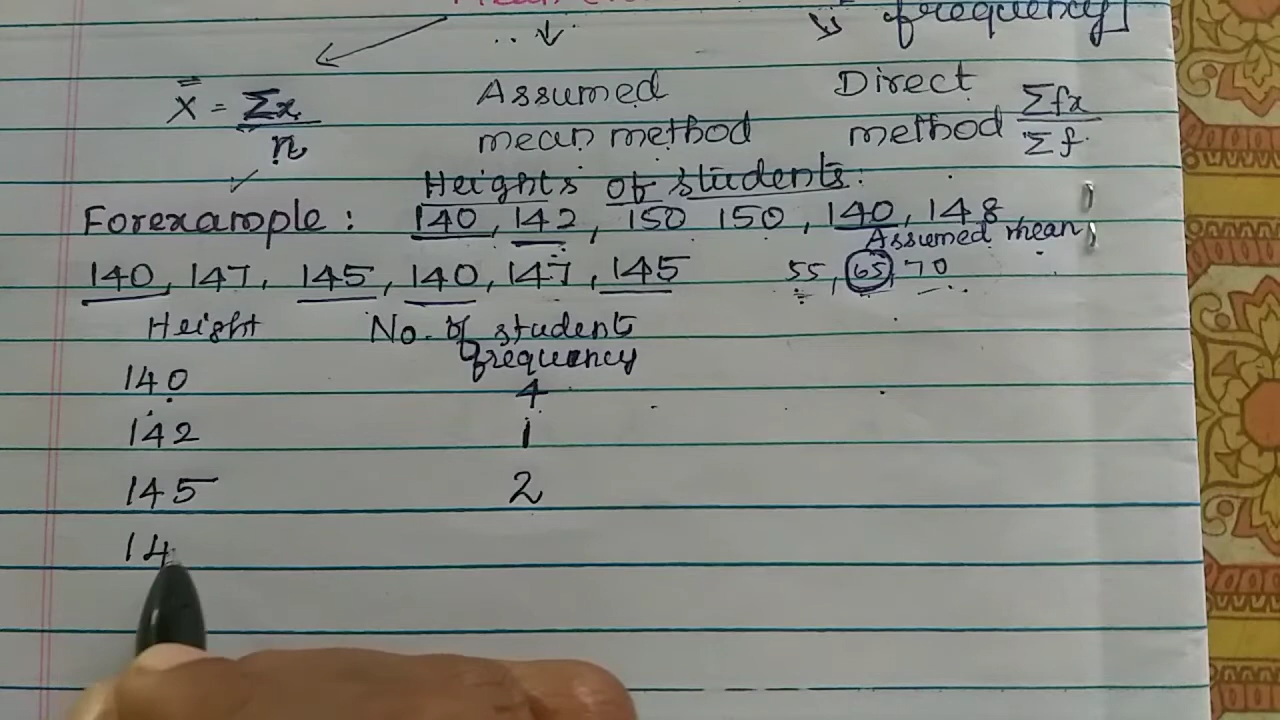 frequency]
X̄ = Σx / n
Assumed mean method
Direct method Σfx / Σf
Heights of students:
For example : 140, 142, 150 150, 140, 148,
Assumed mean
140, 147, 145, 140, 147, 145 55, 65, 70
Height No. of student
frequency
140 4
142 1
145 2
14